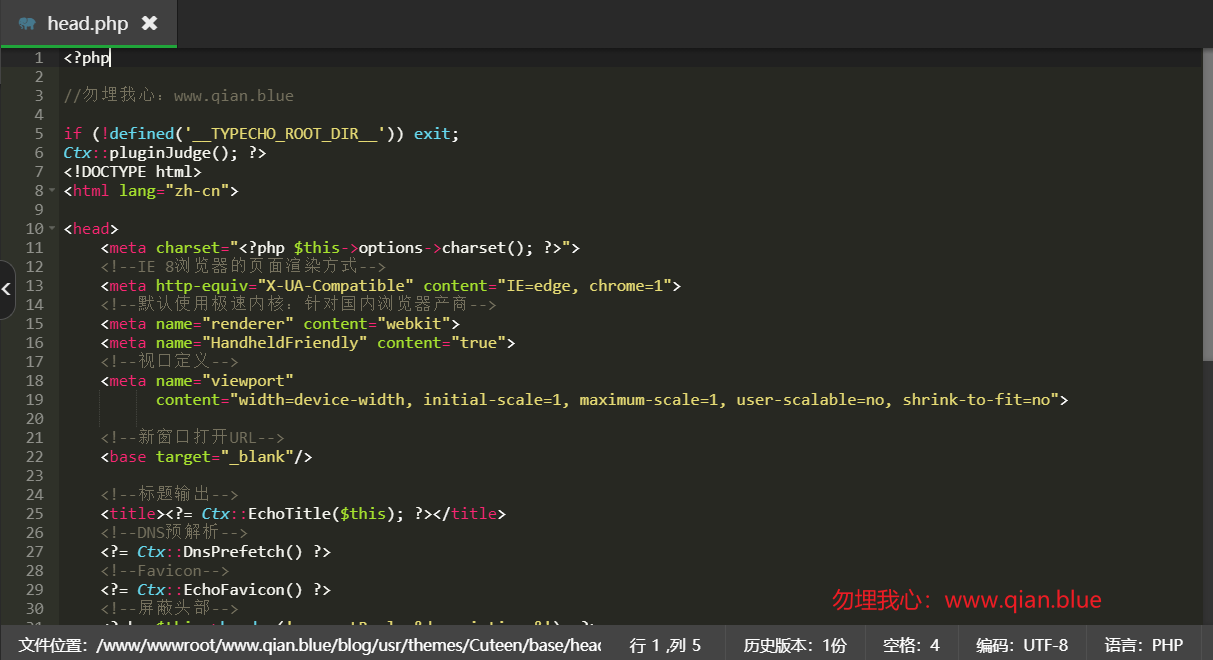 head.php
1 <?php
2
3 //勿埋我心：www.qian.blue
4
5 if (!defined('__TYPECHO_ROOT_DIR__')) exit;
6 Ctx::pluginJudge(); ?>
7 <!DOCTYPE html>
8 <html lang="zh-cn">
9
10 <head>
11 <meta charset="<?php $this->options->charset(); ?>">
12 <!--IE 8浏览器的页面渲染方式-->
13 <meta http-equiv="X-UA-Compatible" content="IE=edge, chrome=1">
14 <!--默认使用极速内核：针对国内浏览器产商-->
15 <meta name="renderer" content="webkit">
16 <meta name="HandheldFriendly" content="true">
17 <!--视口定义-->
18 <meta name="viewport"
19 content="width=device-width, initial-scale=1, maximum-scale=1, user-scalable=no, shrink-to-fit=no">
20
21 <!--新窗口打开URL-->
22 <base target="_blank"/>
23
24 <!--标题输出-->
25 <title><?= Ctx::EchoTitle($this); ?></title>
26 <!--DNS预解析-->
27 <?= Ctx::DnsPrefetch() ?>
28 <!--Favicon-->
29 <?= Ctx::EchoFavicon() ?>
30 <!--屏蔽头部-->
勿埋我心：www.qian.blue
文件位置：/www/wwwroot/www.qian.blue/blog/usr/themes/Cuteen/base/head 行 1 ,列 5 历史版本：1份 空格：4 编码：UTF-8 语言：PHP